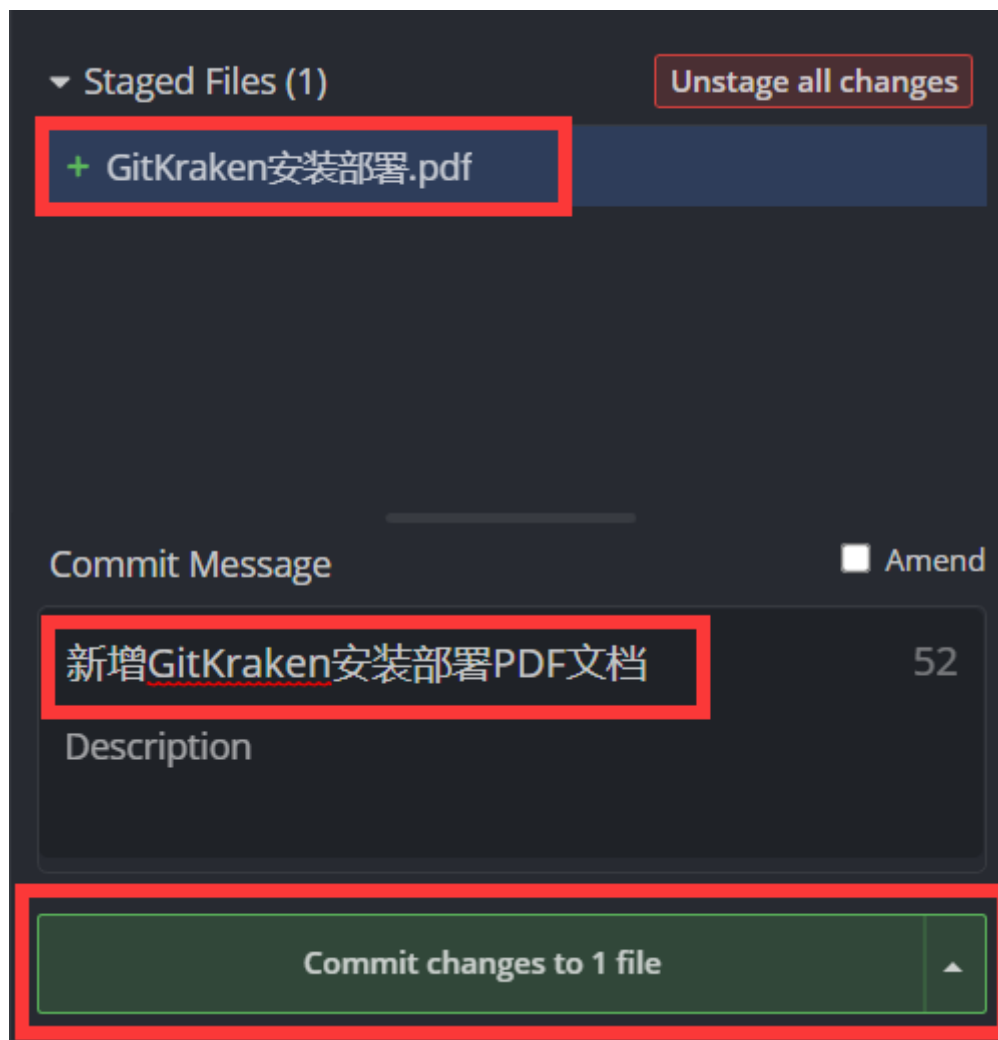 Staged Files (1)
Unstage all changes
+ GitKraken安装部署.pdf
Commit Message
Amend
新增GitKraken安装部署PDF文档
52
Description
Commit changes to 1 file